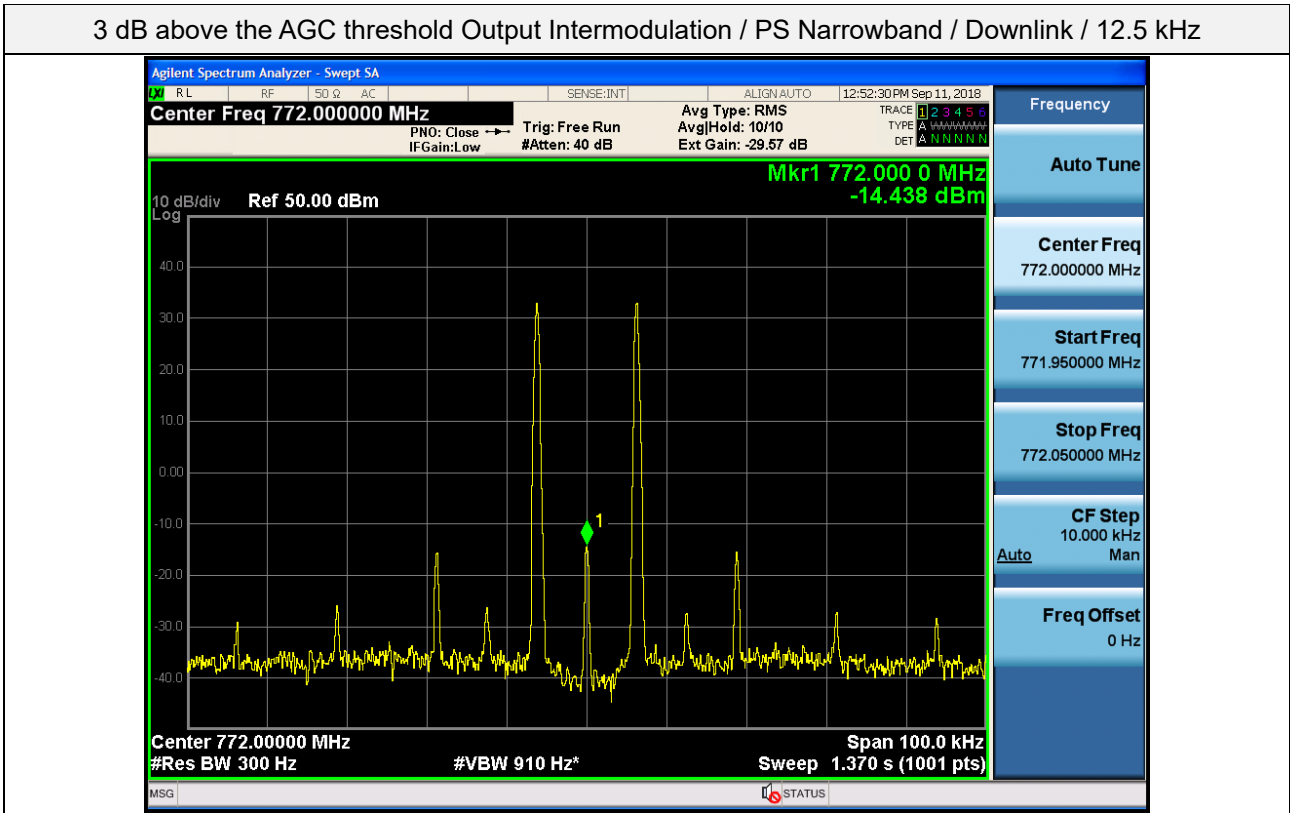 3 dB above the AGC threshold Output Intermodulation / PS Narrowband / Downlink / 12.5 kHz
Agilent Spectrum Analyzer - Swept SA
LXI RL RF 50 Ω AC SENSE:INT ALIGN AUTO 12:52:30 PM Sep 11, 2018
Center Freq 772.000000 MHz
PNO: Close
IFGain:Low
Trig: Free Run
#Atten: 40 dB
Avg Type: RMS
Avg|Hold: 10/10
Ext Gain: -29.57 dB
TRACE 1 2 3 4 5 6
TYPE A WWWWWW
DET A N N N N N
Mkr1 772.000 0 MHz
-14.438 dBm
10 dB/div
Log
Ref 50.00 dBm
40.0
30.0
20.0
10.0
0.00
-10.0
-20.0
-30.0
-40.0
1
Center 772.00000 MHz
Span 100.0 kHz
#Res BW 300 Hz
#VBW 910 Hz*
Sweep 1.370 s (1001 pts)
MSG
STATUS
Frequency
Auto Tune
Center Freq
772.000000 MHz
Start Freq
771.950000 MHz
Stop Freq
772.050000 MHz
CF Step
10.000 kHz
Auto Man
Freq Offset
0 Hz